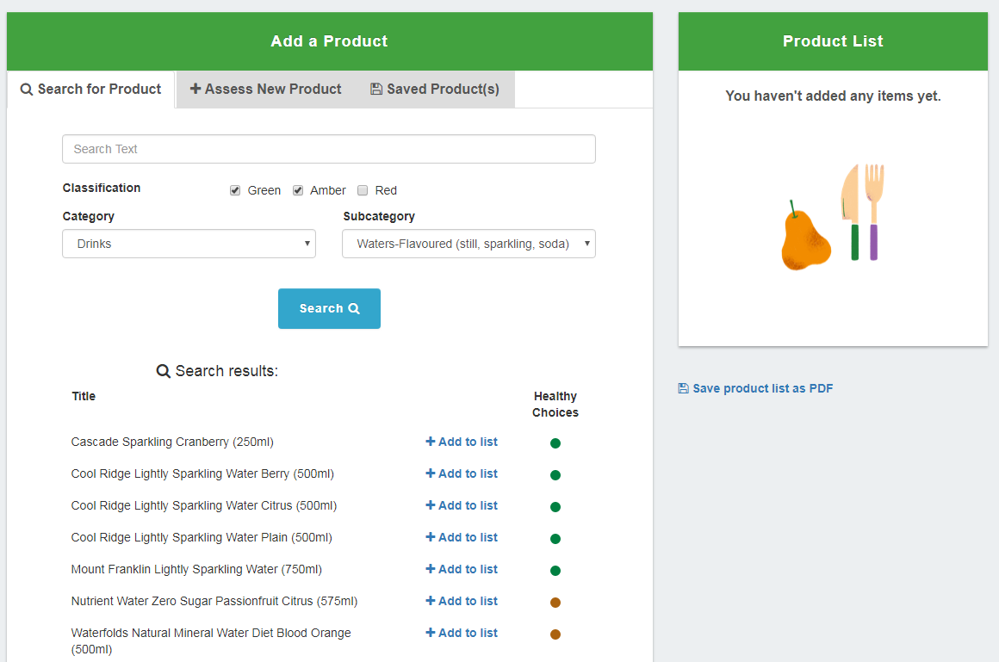 Add a Product
Search for Product
Assess New Product
Saved Product(s)
Search Text
Classification
Green
Amber
Red
Category
Subcategory
Drinks
Waters-Flavoured (still, sparkling, soda)
Search
Search results:
Title
Healthy
Choices
Cascade Sparkling Cranberry (250ml)
Add to list
Cool Ridge Lightly Sparkling Water Berry (500ml)
Add to list
Cool Ridge Lightly Sparkling Water Citrus (500ml)
Add to list
Cool Ridge Lightly Sparkling Water Plain (500ml)
Add to list
Mount Franklin Lightly Sparkling Water (750ml)
Add to list
Nutrient Water Zero Sugar Passionfruit Citrus (575ml)
Add to list
Waterfolds Natural Mineral Water Diet Blood Orange
(500ml)
Add to list
Product List
You haven't added any items yet.
Save product list as PDF